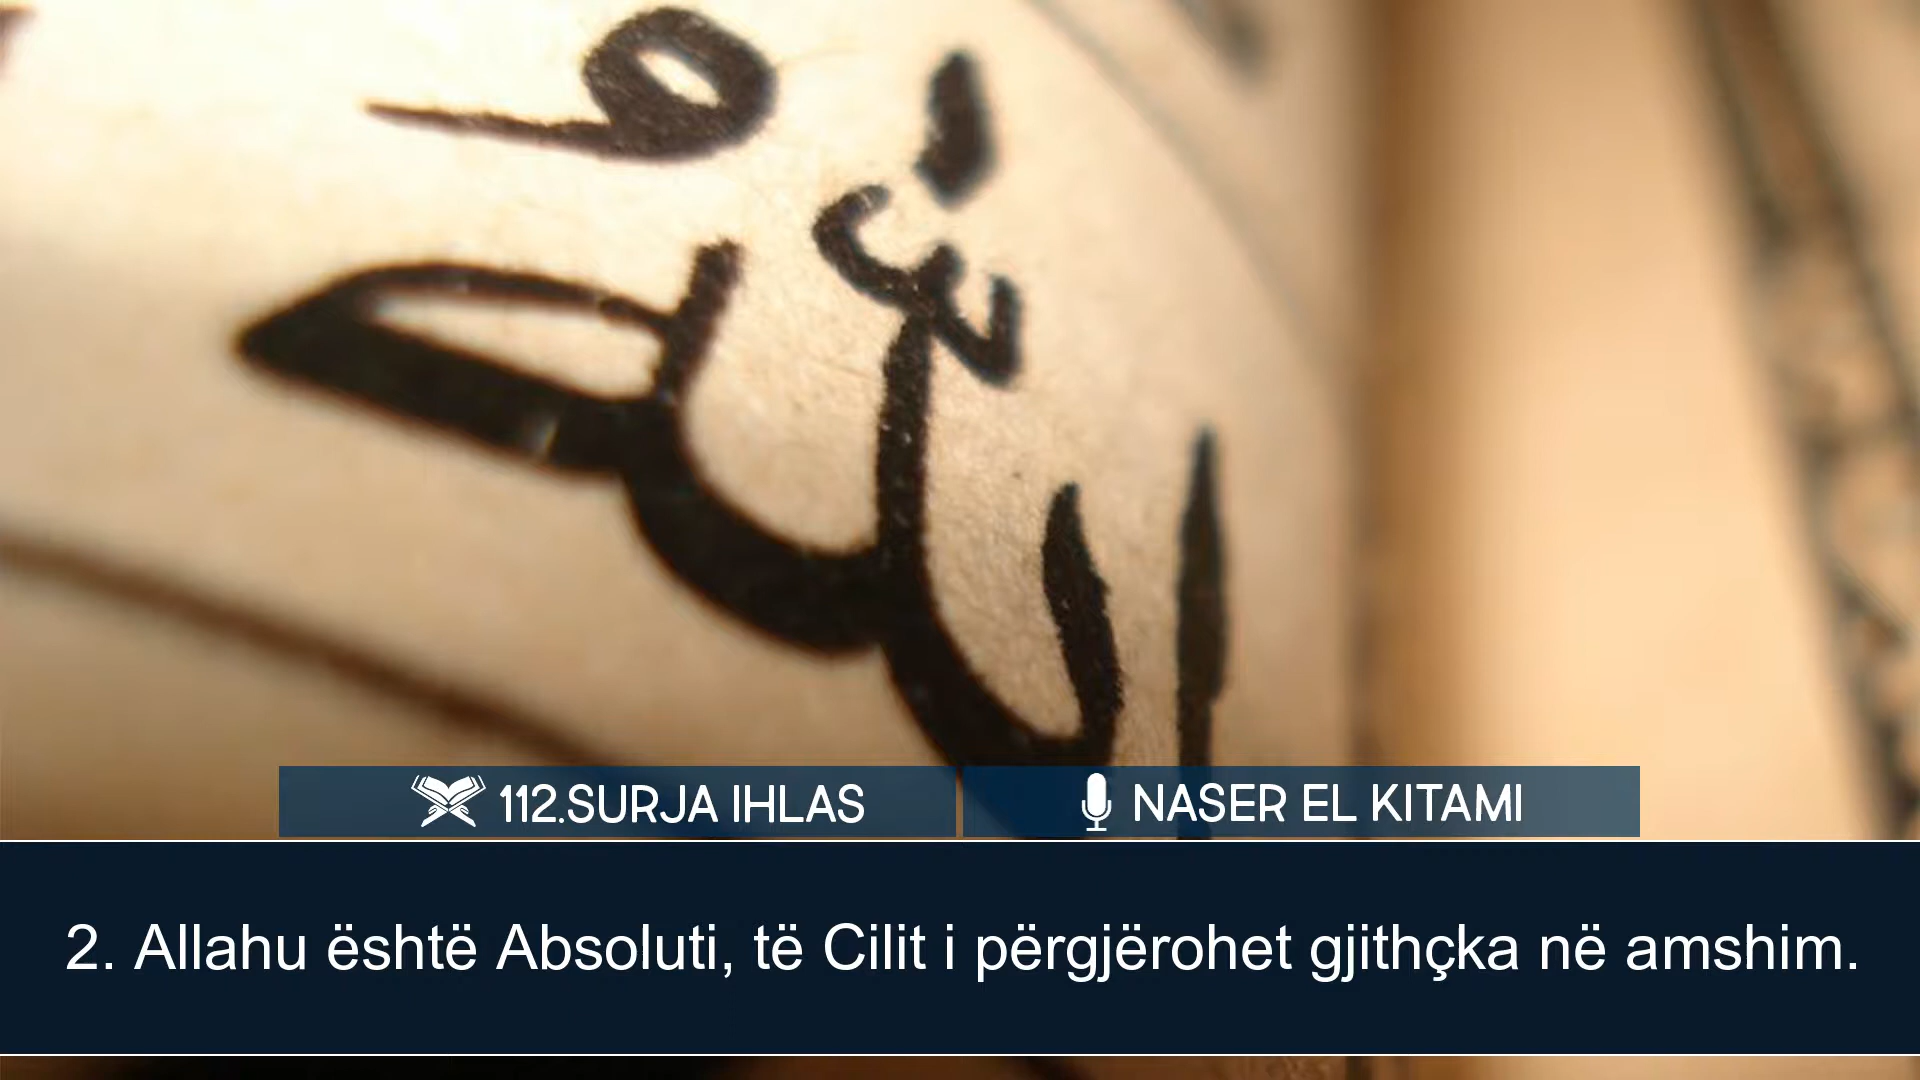 112.SURJA IHLAS
NASER EL KITAMI
2. Allahu është Absoluti, të Cilit i përgjërohet gjithçka në amshim.